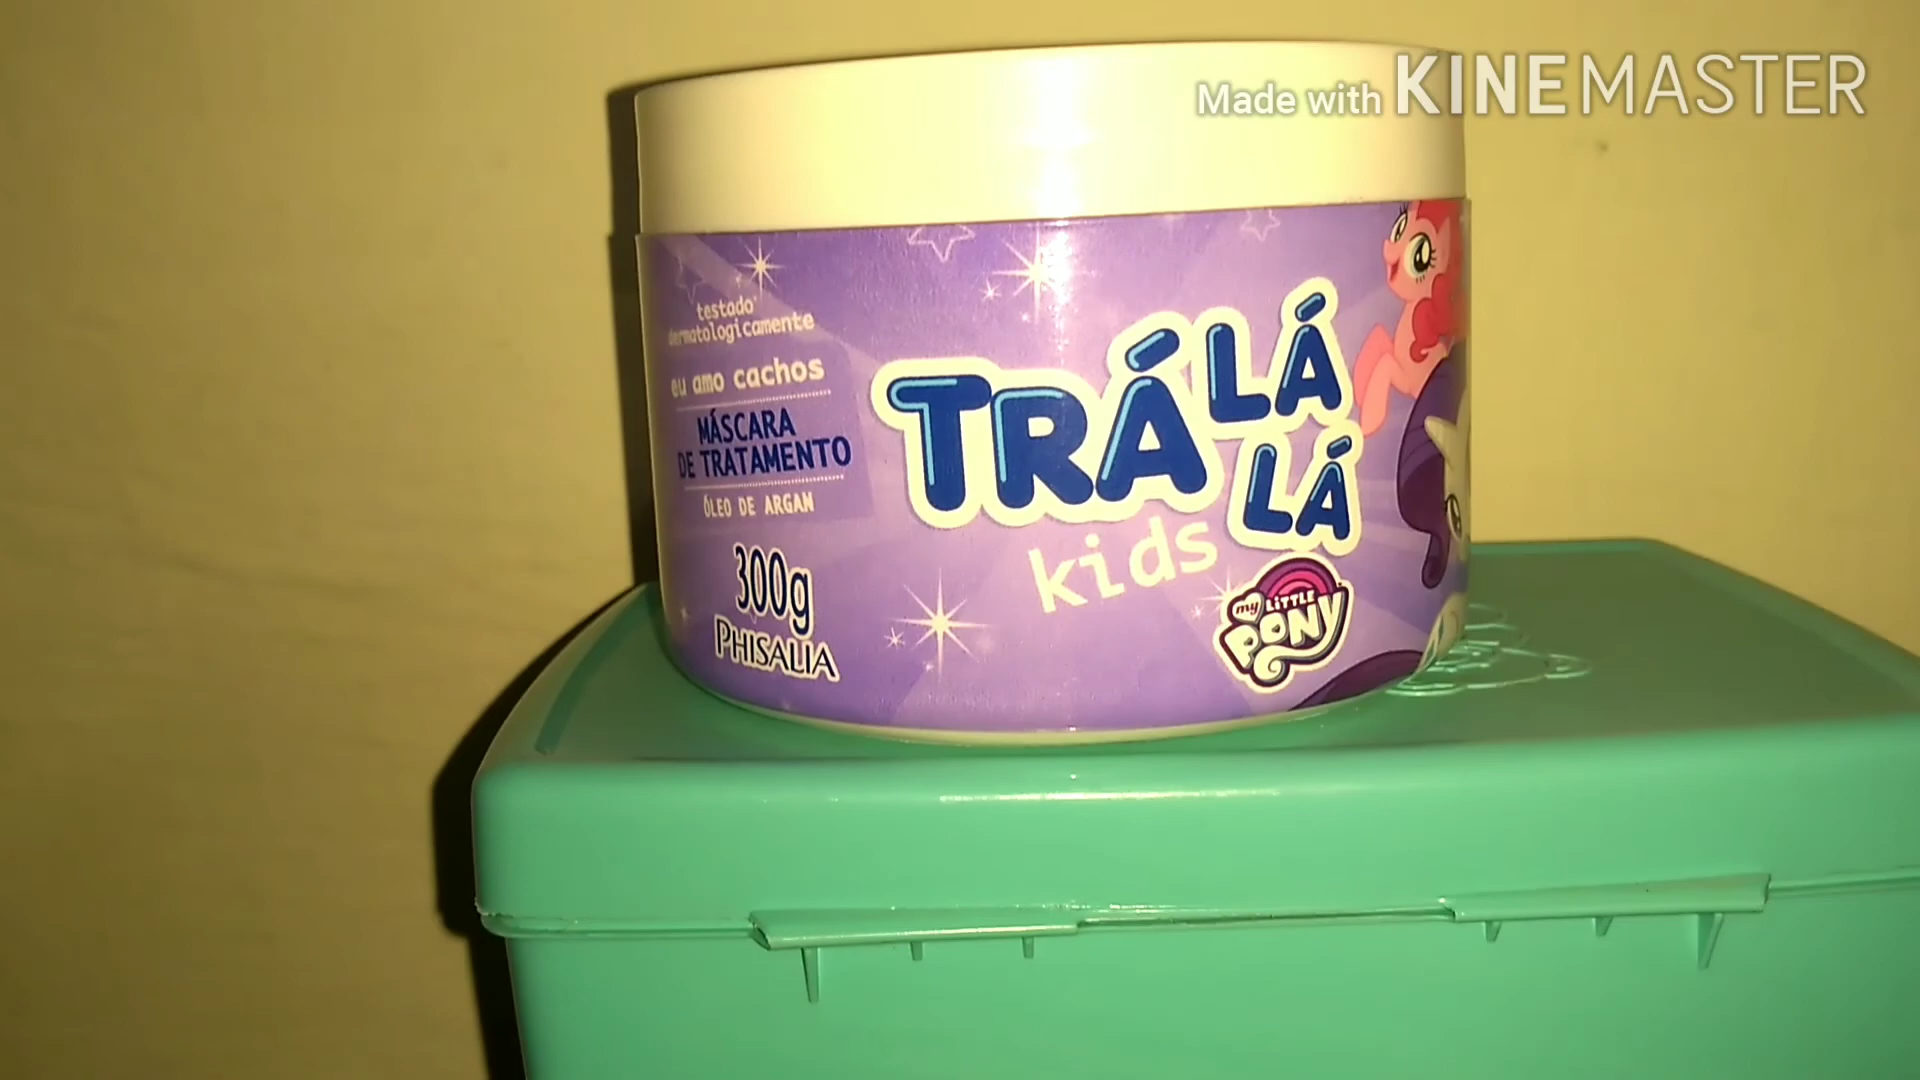 Made with KINEMASTER
testado
dermatologicamente
eu amo cachos
MÁSCARA
DE TRATAMENTO
ÓLEO DE ARGAN
300g
PHISALIA
TRÁ LÁ
LÁ
kids
my LITTLE
PONY